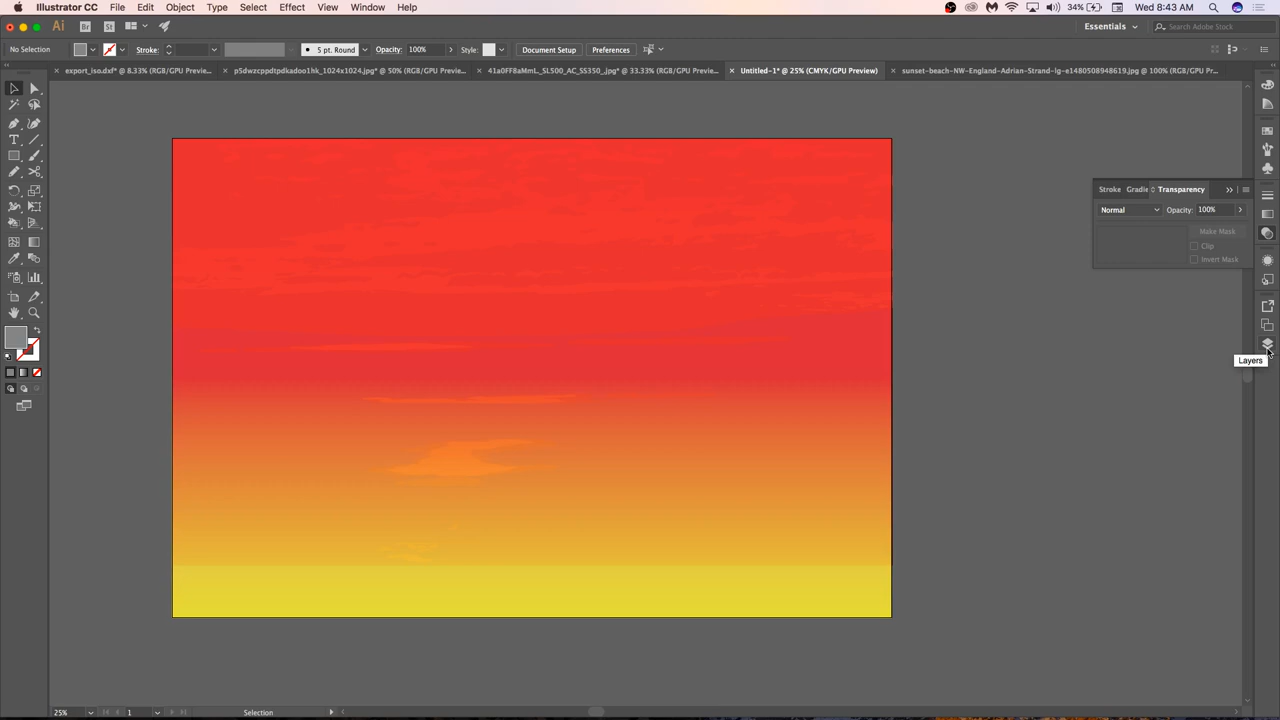 Illustrator CC File Edit Object Type Select Effect View Window Help 34% Wed 8:43 AM
Ai Br St Essentials Search Adobe Stock
No Selection Stroke: 5 pt. Round Opacity: 100% Style: Document Setup Preferences
× export_iso.dxf* @ 8.33% (RGB/GPU Previe... × p5dwzcppdtpdkadoo1hk_1024x1024.jpg* @ 50% (RGB/GPU Previe... × 41a0FF8aMmL._SL500_AC_SS350_.jpg* @ 33.33% (RGB/GPU Previe... × Untitled-1* @ 25% (CMYK/GPU Preview) × sunset-beach-NW-England-Adrian-Strand-lg-e1480508948619.jpg @ 100% (RGB/GPU Pr...
Stroke Gradie Transparency
Normal Opacity: 100%
Make Mask
Clip
Invert Mask
Layers
25% 1 Selection